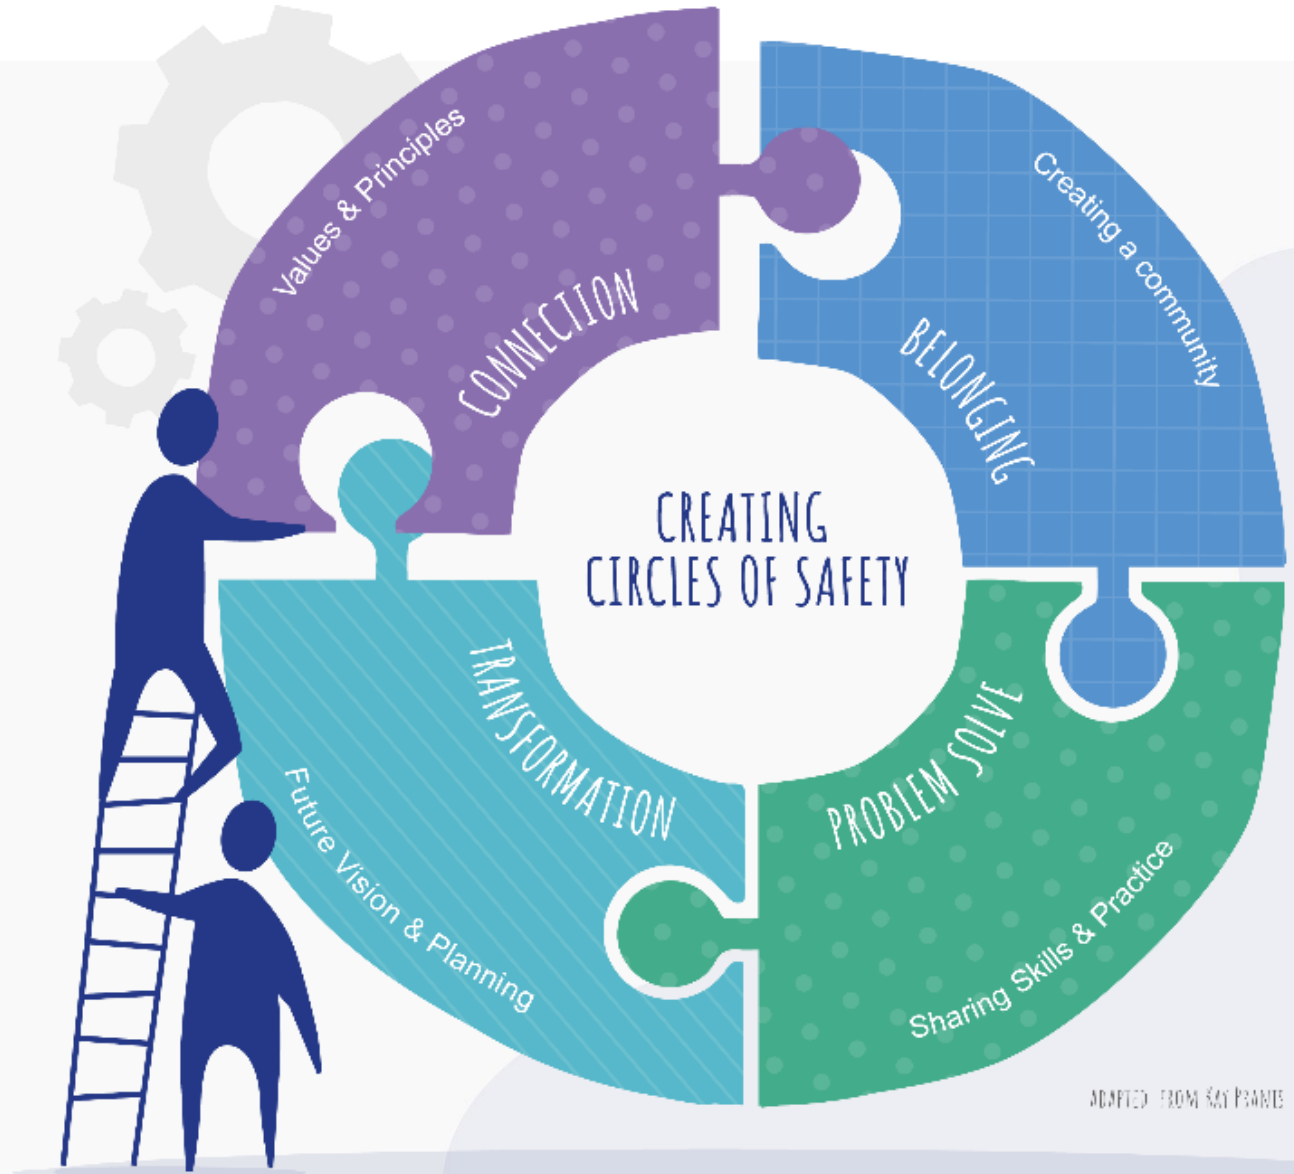 Values & Principles
CONNECTION
Creating a community
BELONGING
CREATING
CIRCLES OF SAFETY
TRANSFORMATION
Future Vision & Planning
PROBLEM SOLVE
Sharing Skills & Practice
ADAPTED FROM KAY PRANIS